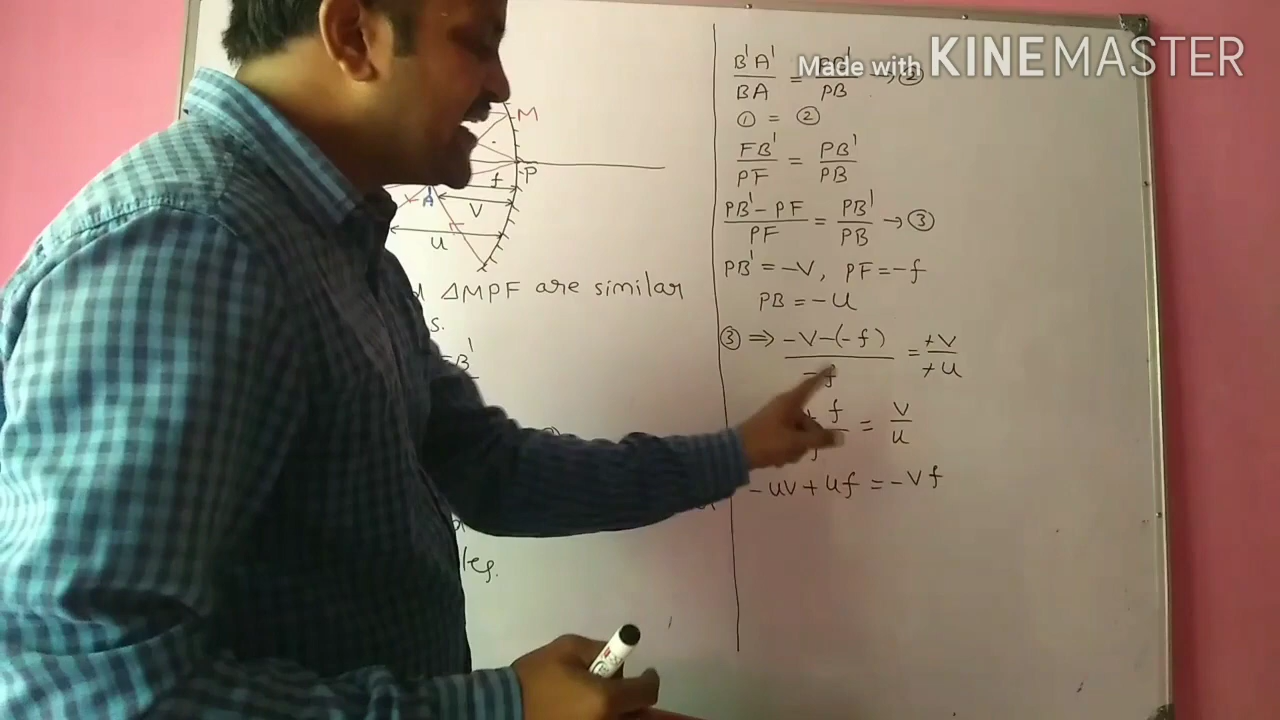 Made with KINEMASTER
M
P
f
A
V
u
ΔMPF are similar
s.
B'
les.
B'A'/BA = PB'/PB → ②
① = ②
FB'/PF = PB'/PB
PB' - PF/PF = PB'/PB → ③
PB' = -V, PF = -f
PB = -u
③ ⇒ -V-(-f)/-f = +V/+u
+ f/f = V/u
- uv + uf = -vf